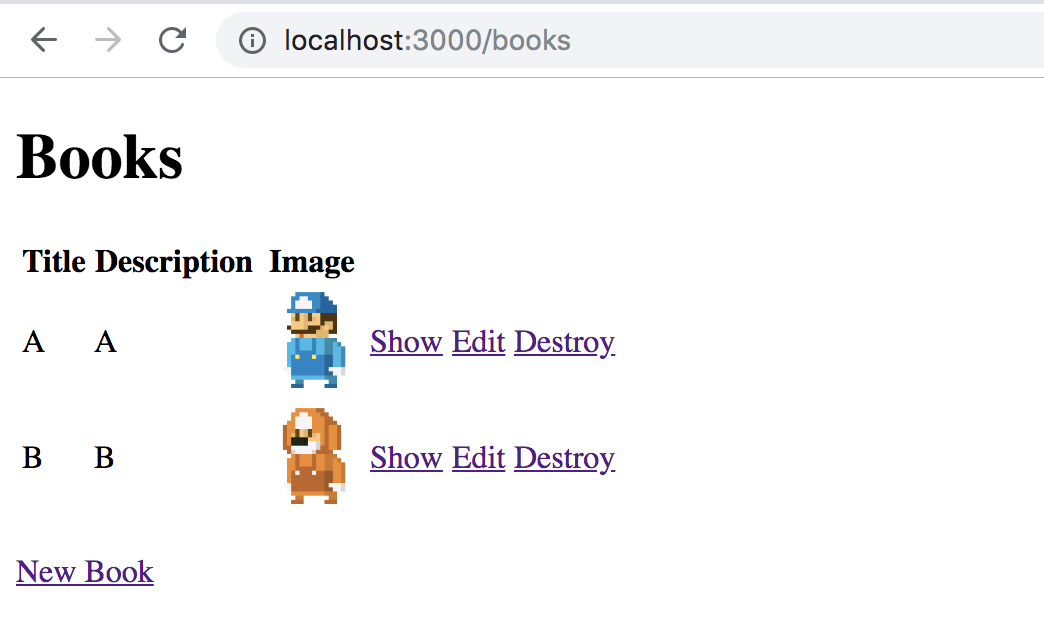 localhost:3000/books
Books
Title Description Image
A A Show Edit Destroy
B B Show Edit Destroy
New Book